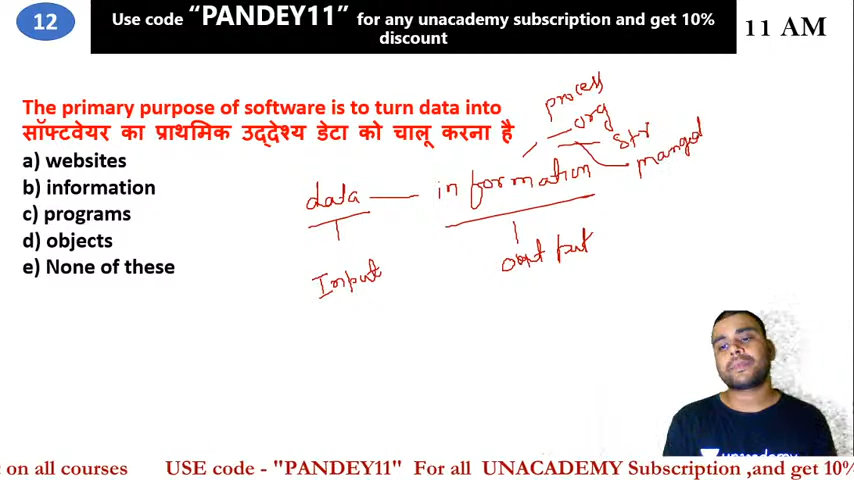 12
Use code “PANDEY11” for any unacademy subscription and get 10%
discount
11 AM
The primary purpose of software is to turn data into
सॉफ्टवेयर का प्राथमिक उद्देश्य डेटा को चालू करना है
a) websites
b) information
c) programs
d) objects
e) None of these
process
org
str
manged
data
information
Input
output
unacademy
on all courses USE code - "PANDEY11" For all UNACADEMY Subscription ,and get 10%